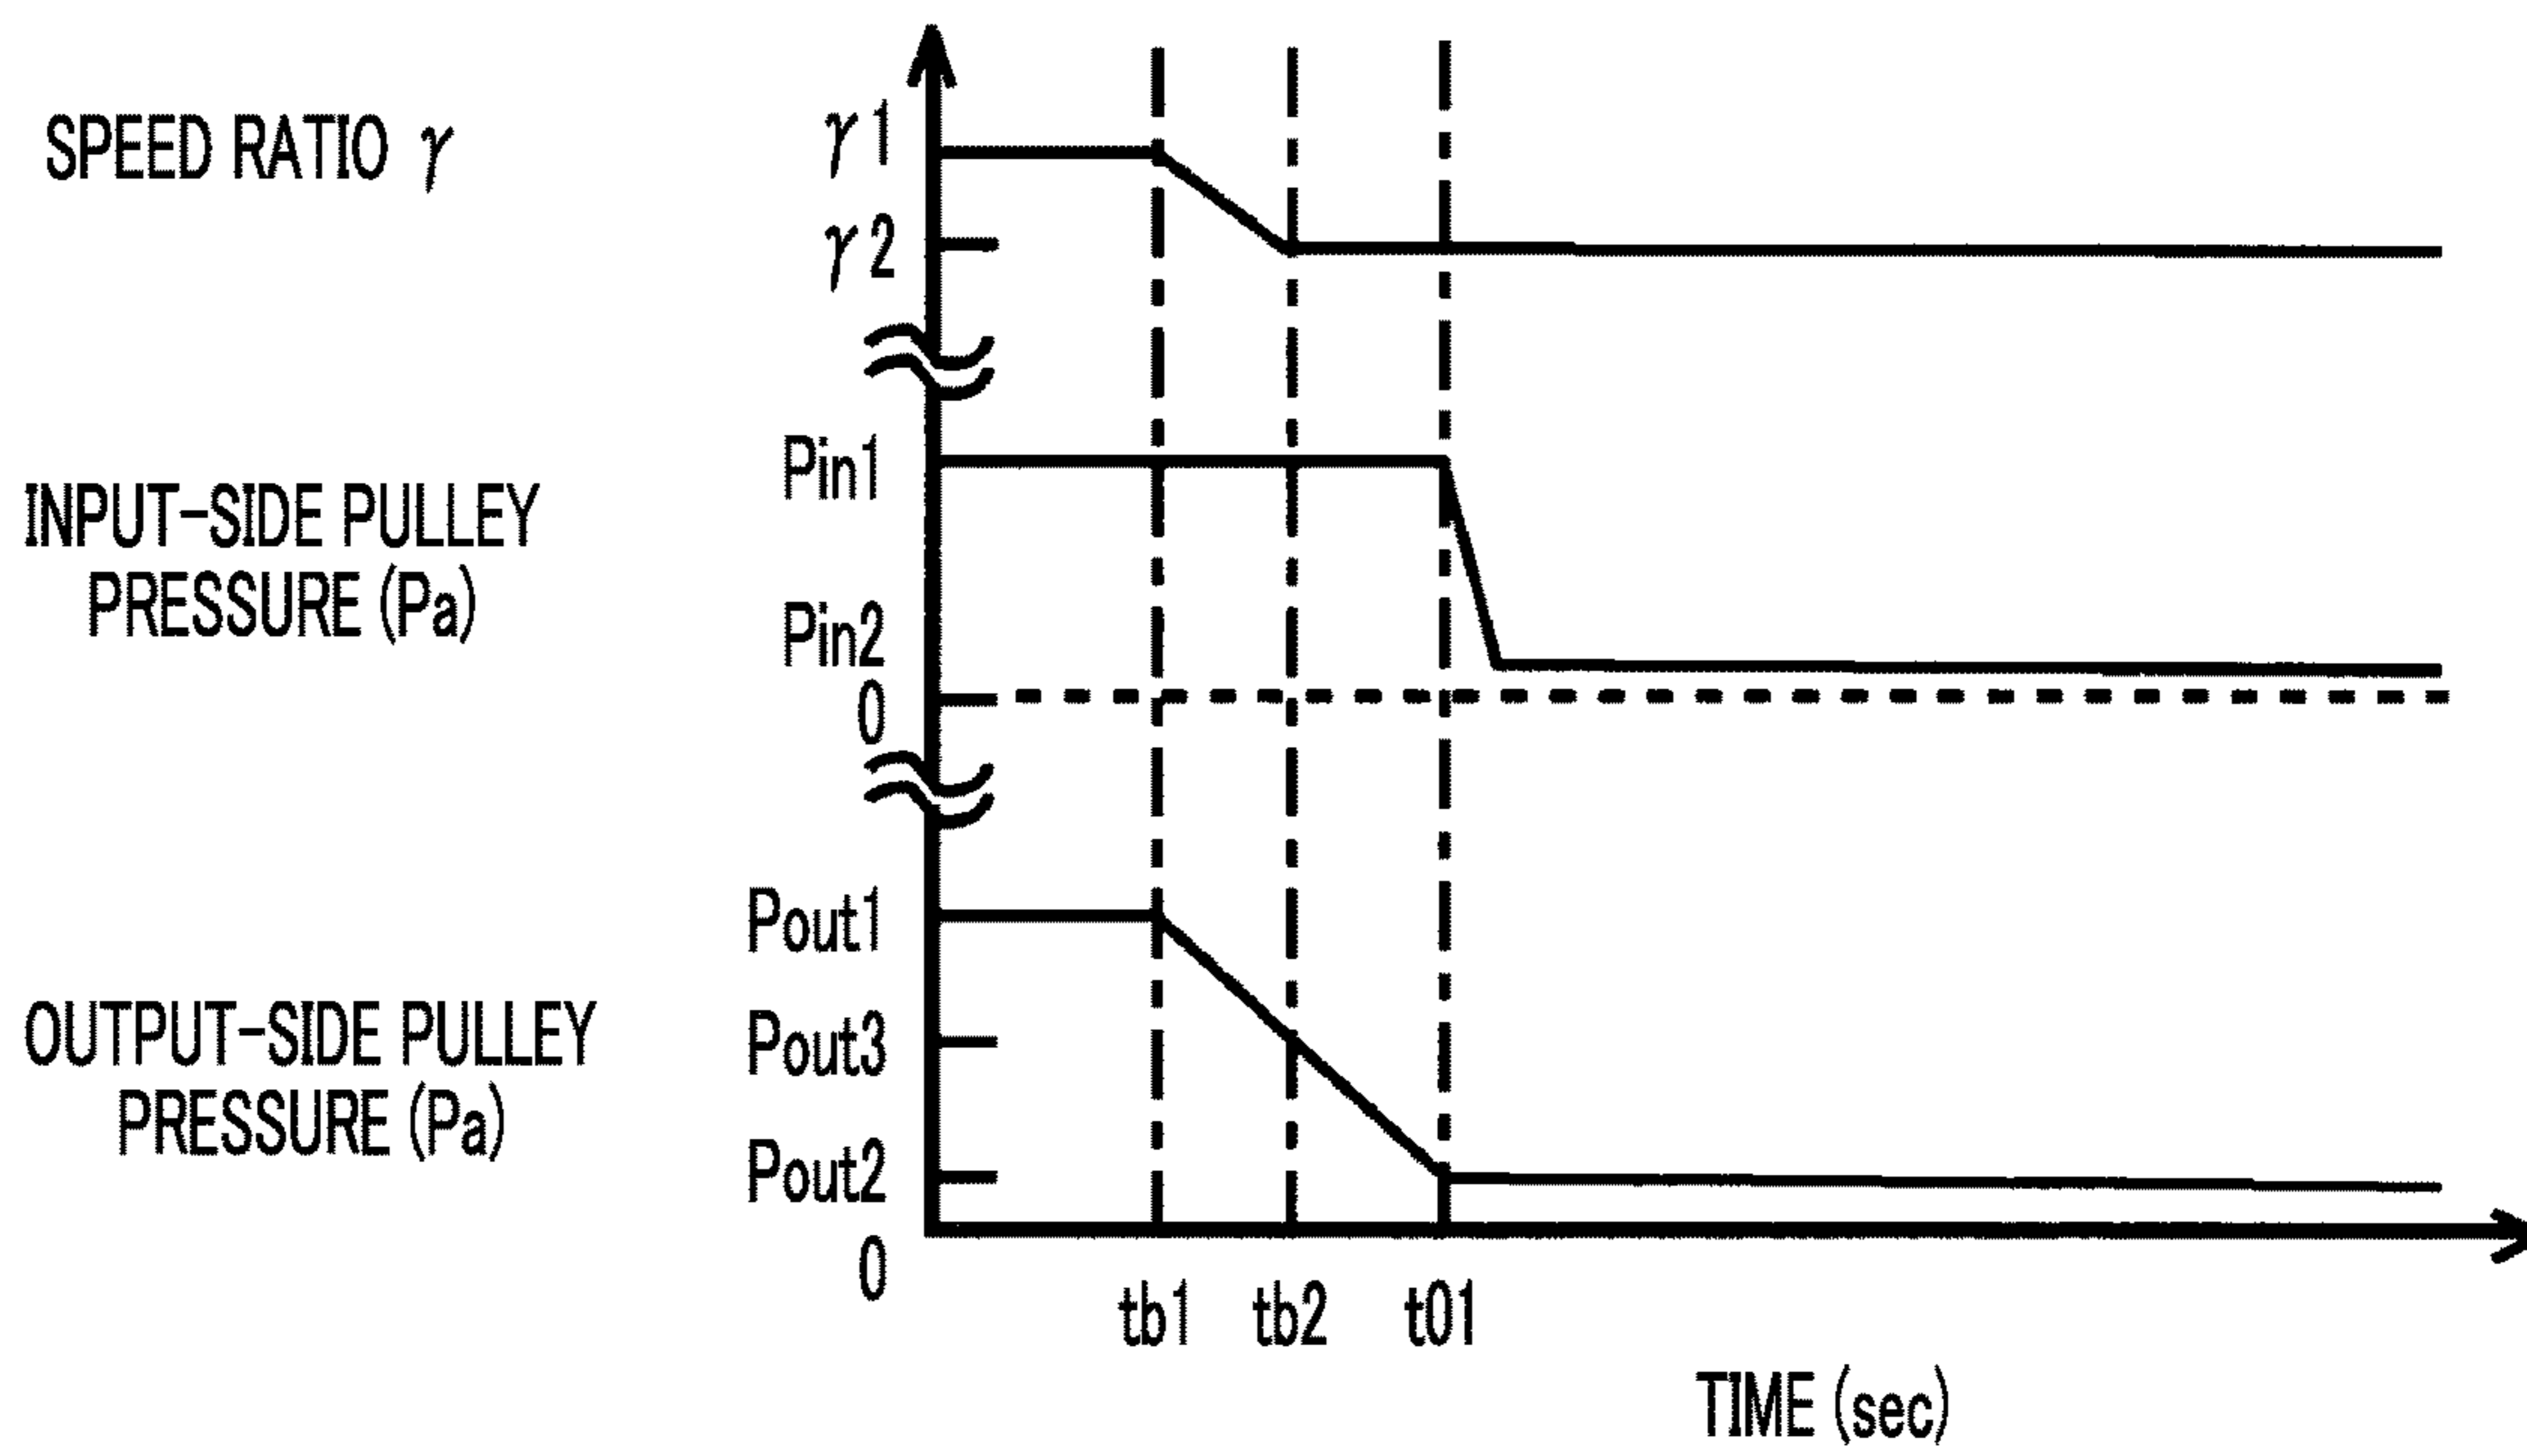 SPEED RATIO γ
γ1
γ2
INPUT-SIDE PULLEY
PRESSURE (Pa)
Pin1
Pin2
0
OUTPUT-SIDE PULLEY
PRESSURE (Pa)
Pout1
Pout3
Pout2
0
tb1 tb2 t01
TIME (sec)